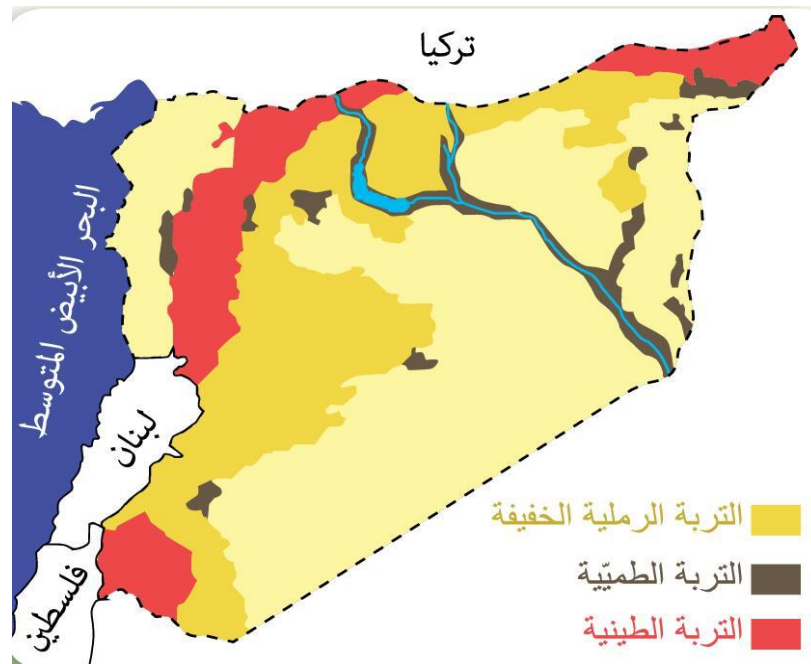 تركيا
البحر الأبيض المتوسط
لبنان
فلسطين
التربة الرملية الخفيفة
التربة الطميّية
التربة الطينية